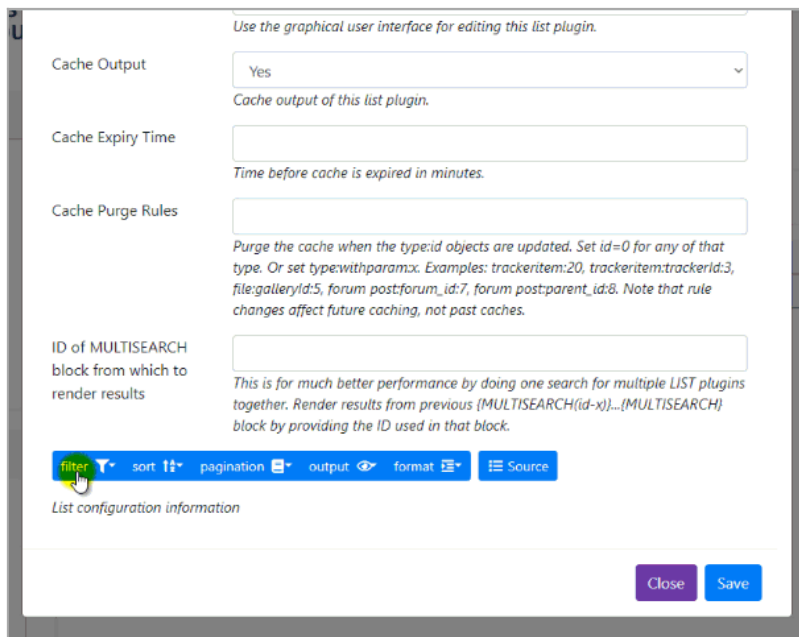 Use the graphical user interface for editing this list plugin.
Cache Output
Yes
Cache output of this list plugin.
Cache Expiry Time
Time before cache is expired in minutes.
Cache Purge Rules
Purge the cache when the type:id objects are updated. Set id=0 for any of that
type. Or set type:withparam:x. Examples: trackeritem:20, trackeritem:trackerId:3,
file:galleryId:5, forum post:forum_id:7, forum post:parent_id:8. Note that rule
changes affect future caching, not past caches.
ID of MULTISEARCH
block from which to
render results
This is for much better performance by doing one search for multiple LIST plugins
together. Render results from previous {MULTISEARCH(id-x)}...{MULTISEARCH}
block by providing the ID used in that block.
filter sort pagination output format Source
List configuration information
Close Save